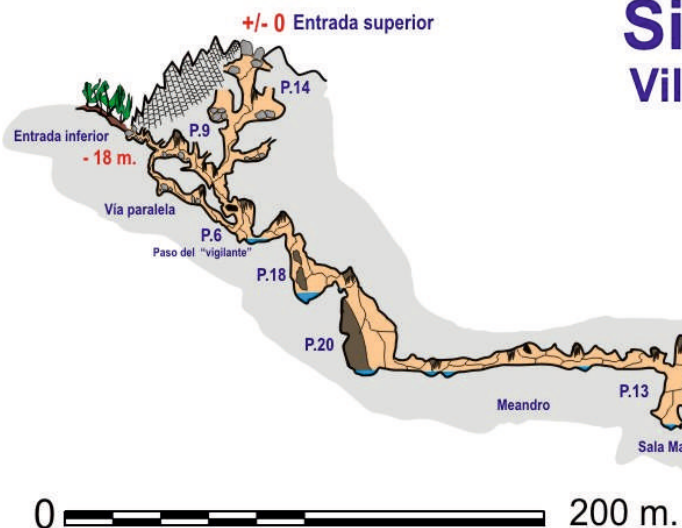 +/- 0 Entrada superior
Si
Vil
P.14
P.9
Entrada inferior
- 18 m.
Vía paralela
P.6
Paso del "vigilante"
P.18
P.20
P.13
Meandro
Sala Ma
0
200 m.